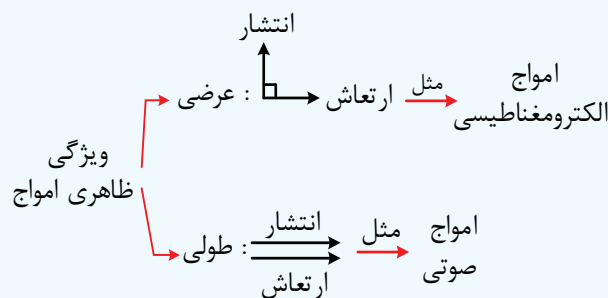 انتشار
عرضی :
ارتعاش
مثل
امواج
الکترومغناطیسی
ویژگی
ظاهری امواج
طولی :
انتشار
ارتعاش
مثل
امواج
صوتی